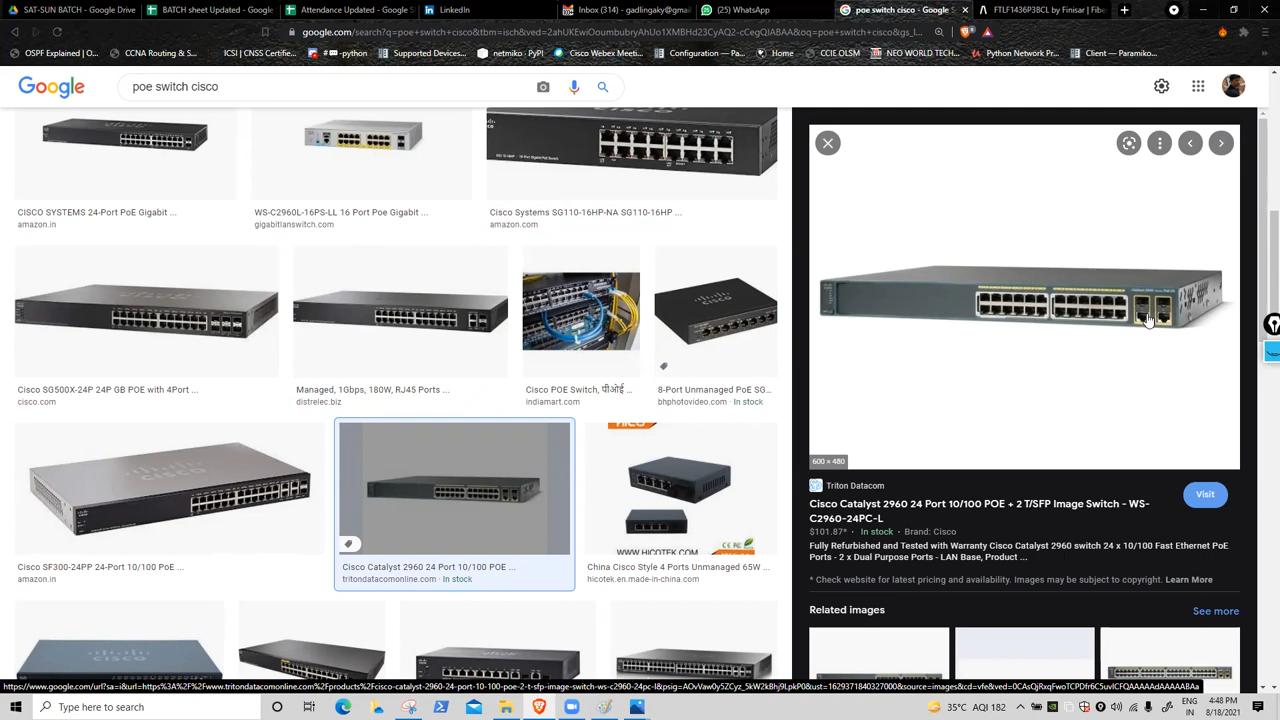 SAT-SUN BATCH - Google Drive
BATCH sheet Updated - Google
Attendance Updated - Google S
LinkedIn
Inbox (314) - gadlingaky@gmail
(25) WhatsApp
poe switch cisco - Google S
FTLF1436P3BCL by Finisar | Fiber
google.com/search?q=poe+switch+cisco&tbm=isch&ved=
OSPF Explained | O...
CCNA Routing & S...
ICSI | CNSS Certifie...
#---python
Supported Devices...
netmiko · PyPI
Cisco Webex Meeti...
Configuration — Pa...
CCIE OLSM
NEO WORLD TECH...
Python Network Pr...
Client — Paramiko...
Google
poe switch cisco
CISCO SYSTEMS 24-Port PoE Gigabit ...
amazon.in
WS-C2960L-16PS-LL 16 Port Poe Gigabit ...
gigabitlanswitch.com
Cisco Systems SG110-16HP-NA SG110-16HP ...
amazon.com
Cisco SG500X-24P 24P GB POE with 4Port ...
cisco.com
Managed, 1Gbps, 180W, RJ45 Ports ...
distrelec.biz
Cisco POE Switch, पीओई ...
indiamart.com
8-Port Unmanaged PoE SG...
bhphotovideo.com · In stock
Cisco SF300-24PP 24-Port 10/100 PoE ...
amazon.in
Cisco Catalyst 2960 24 Port 10/100 POE ...
tritondatacomonline.com · In stock
WWW.HICOTEK.COM
China Cisco Style 4 Ports Unmanaged 65W ...
hicotek.en.made-in-china.com
600 × 480
Triton Datacom
Cisco Catalyst 2960 24 Port 10/100 POE + 2 T/SFP Image Switch - WS-
C2960-24PC-L
Visit
$101.87* · In stock · Brand: Cisco
Fully Refurbished and Tested with Warranty Cisco Catalyst 2960 switch 24 x 10/100 Fast Ethernet PoE
Ports - 2 x Dual Purpose Ports - LAN Base, Product ...
* Check website for latest pricing and availability. Images may be subject to copyright. Learn More
Related images
See more
Type here to search
35°C AQI 182
ENG
IN
4:48 PM
8/18/2021